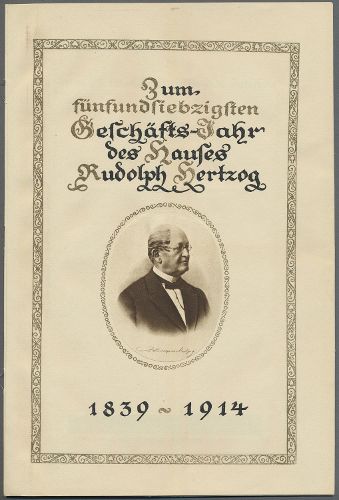 Zum
fünfundsiebzigsten
Geschäfts-Jahr
des Hauses
Rudolph Hertzog
1839 ~ 1914